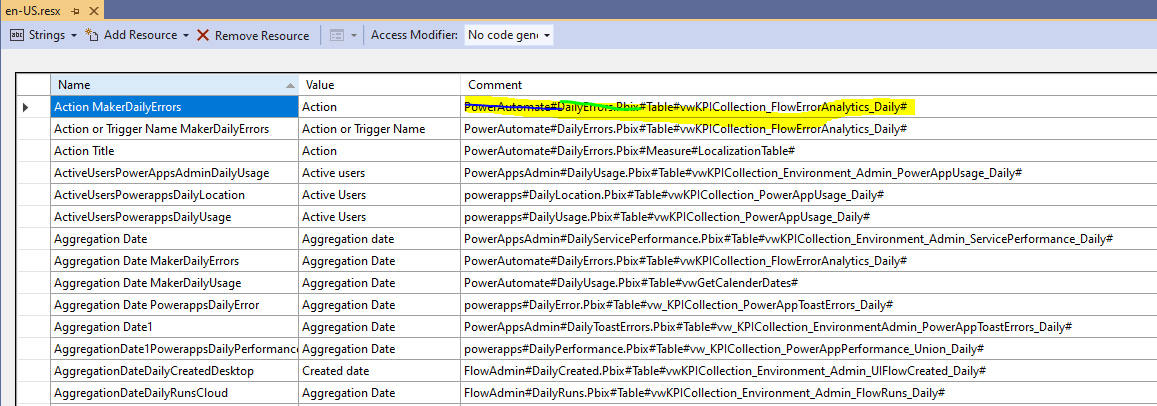 en-US.resx
abc Strings Add Resource Remove Resource Access Modifier: No code gene
Name Value Comment
Action MakerDailyErrors Action PowerAutomate#DailyErrors.Pbix#Table#vwKPICollection_FlowErrorAnalytics_Daily#
Action or Trigger Name MakerDailyErrors Action or Trigger Name PowerAutomate#DailyErrors.Pbix#Table#vwKPICollection_FlowErrorAnalytics_Daily#
Action Title Action PowerAutomate#DailyErrors.Pbix#Measure#LocalizationTable#
ActiveUsersPowerAppsAdminDailyUsage Active users PowerAppsAdmin#DailyUsage.Pbix#Table#vwKPICollection_Environment_Admin_PowerAppUsage_Daily#
ActiveUsersPowerappsDailyLocation Active Users powerapps#DailyLocation.Pbix#Table#vwKPICollection_PowerAppUsage_Daily#
ActiveUsersPowerappsDailyUsage Active Users powerapps#DailyUsage.Pbix#Table#vwKPICollection_PowerAppUsage_Daily#
Aggregation Date Aggregation date PowerAppsAdmin#DailyServicePerformance.Pbix#Table#vwKPICollection_Environment_Admin_ServicePerformance_Daily#
Aggregation Date MakerDailyErrors Aggregation Date PowerAutomate#DailyErrors.Pbix#Table#vwKPICollection_FlowErrorAnalytics_Daily#
Aggregation Date MakerDailyUsage Aggregation Date PowerAutomate#DailyUsage.Pbix#Table#vwGetCalenderDates#
Aggregation Date PowerappsDailyError Aggregation Date powerapps#DailyError.Pbix#Table#vw_KPICollection_PowerAppToastErrors_Daily#
Aggregation Date1 Aggregation Date PowerAppsAdmin#DailyToastErrors.Pbix#Table#vw_KPICollection_EnvironmentAdmin_PowerAppToastErrors_Daily#
AggregationDate1PowerappsDailyPerformanc Aggregation Date powerapps#DailyPerformance.Pbix#Table#vw_KPICollection_PowerAppPerformance_Union_Daily#
AggregationDateDailyCreatedDesktop Created date FlowAdmin#DailyCreated.Pbix#Table#vwKPICollection_Environment_Admin_UIFlowCreated_Daily#
AggregationDateDailyRunsCloud Aggregation Date FlowAdmin#DailyRuns.Pbix#Table#vwKPICollection_Environment_Admin_FlowRuns_Daily#